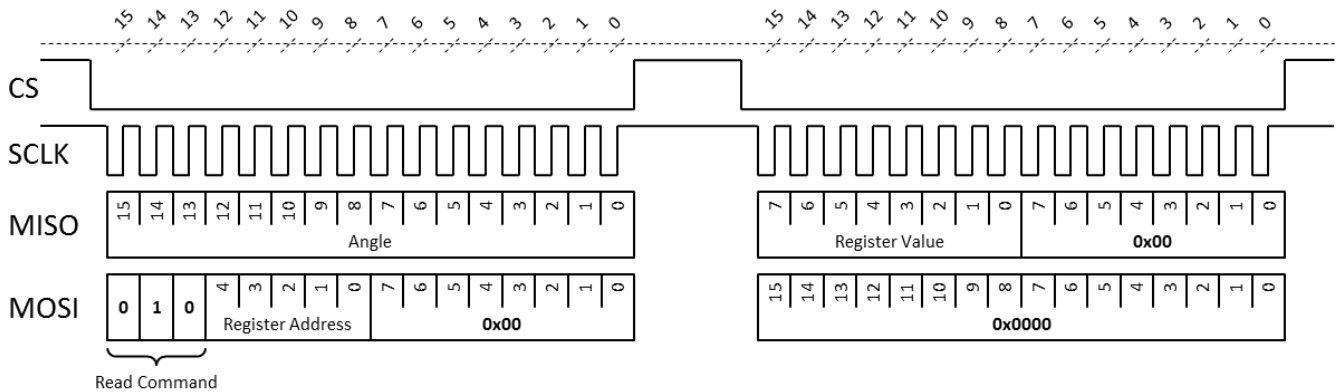 15 14 13 12 11 10 9 8 7 6 5 4 3 2 1 0 15 14 13 12 11 10 9 8 7 6 5 4 3 2 1 0
CS
SCLK
MISO 15 14 13 12 11 10 9 8 7 6 5 4 3 2 1 0 7 6 5 4 3 2 1 0 7 6 5 4 3 2 1 0
Angle Register Value 0x00
MOSI 0 1 0 4 3 2 1 0 7 6 5 4 3 2 1 0 15 14 13 12 11 10 9 8 7 6 5 4 3 2 1 0
Register Address 0x00 0x0000
Read Command